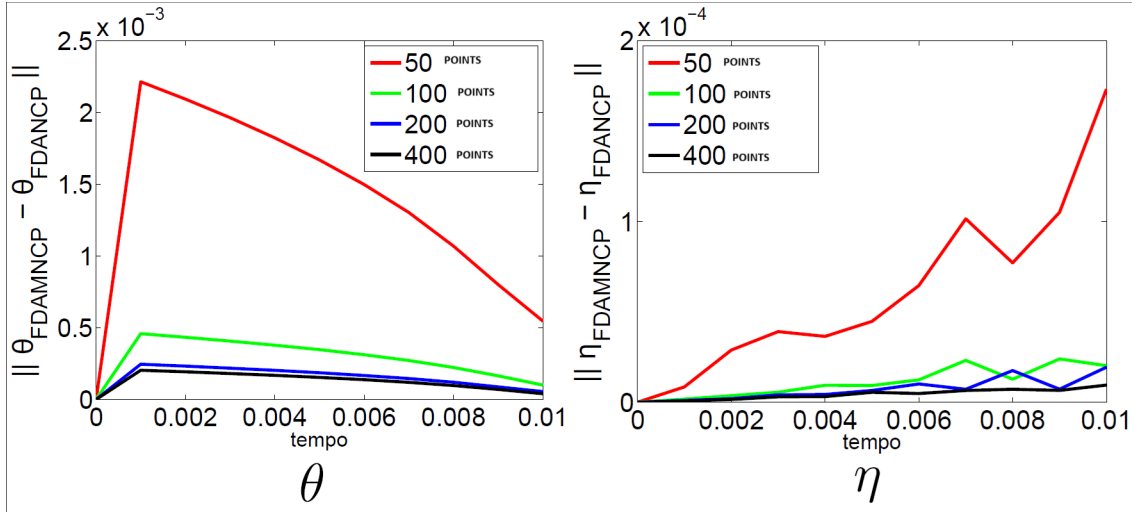 x 10⁻³
|| θ_FDAMNCP − θ_FDANCP ||
2.5
2
1.5
1
0.5
0
50 POINTS
100 POINTS
200 POINTS
400 POINTS
0 0.002 0.004 0.006 0.008 0.01
tempo
θ
x 10⁻⁴
|| η_FDAMNCP − η_FDANCP ||
2
1
0
50 POINTS
100 POINTS
200 POINTS
400 POINTS
0 0.002 0.004 0.006 0.008 0.01
tempo
η